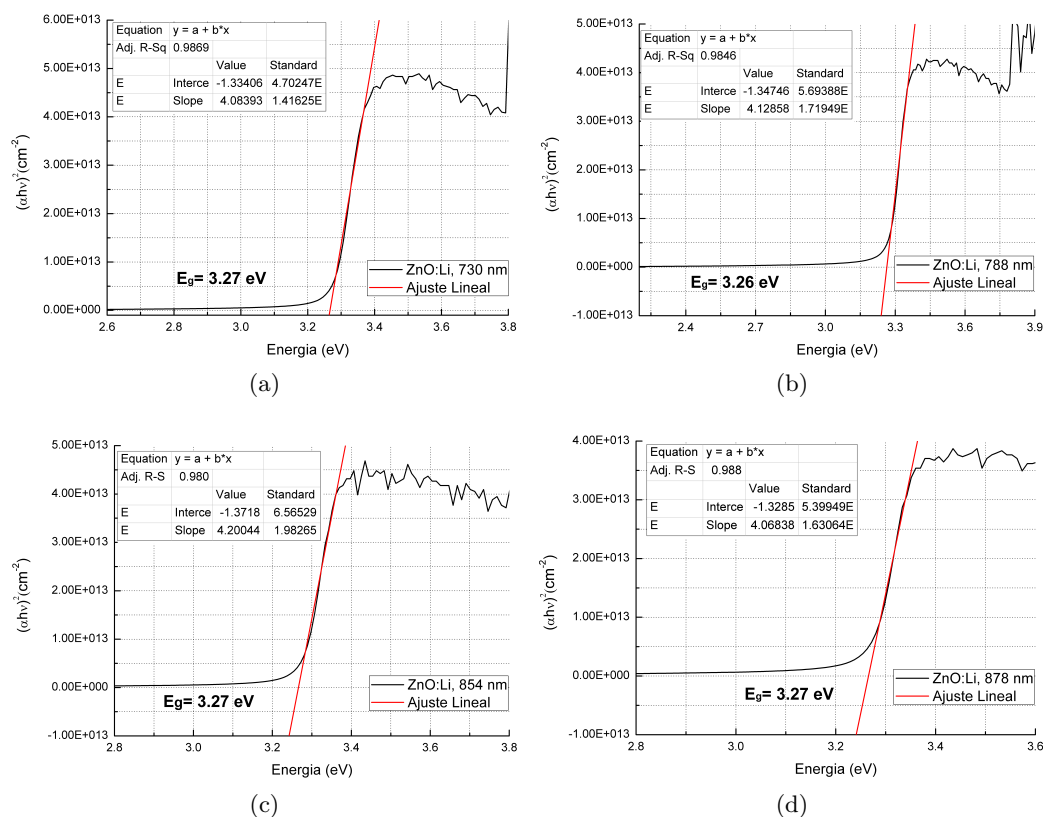 Equation y = a + b*x
Adj. R-Sq 0.9869
Value Standard
E Interce -1.33406 4.70247E
E Slope 4.08393 1.41625E
6.00E+013
5.00E+013
4.00E+013
3.00E+013
2.00E+013
1.00E+013
0.00E+000
(αhν)²(cm⁻²)
Eg= 3.27 eV
ZnO:Li, 730 nm
Ajuste Lineal
2.6 2.8 3.0 3.2 3.4 3.6 3.8
Energia (eV)
(a)
Equation y = a + b*x
Adj. R-Sq 0.9846
Value Standard
E Interce -1.34746 5.69388E
E Slope 4.12858 1.71949E
5.00E+013
4.00E+013
3.00E+013
2.00E+013
1.00E+013
0.00E+000
-1.00E+013
(αhν)²(cm⁻²)
Eg= 3.26 eV
ZnO:Li, 788 nm
Ajuste Lineal
2.4 2.7 3.0 3.3 3.6 3.9
Energia (eV)
(b)
Equation y = a + b*x
Adj. R-S 0.980
Value Standard
E Interce -1.3718 6.56529
E Slope 4.20044 1.98265
5.00E+013
4.00E+013
3.00E+013
2.00E+013
1.00E+013
0.00E+000
-1.00E+013
(αhν)²(cm⁻²)
Eg= 3.27 eV
ZnO:Li, 854 nm
Ajuste Lineal
2.8 3.0 3.2 3.4 3.6 3.8
Energia (eV)
(c)
Equation y = a + b*x
Adj. R-S 0.988
Value Standard
E Interce -1.3285 5.39949E
E Slope 4.06838 1.63064E
4.00E+013
3.00E+013
2.00E+013
1.00E+013
0.00E+000
-1.00E+013
(αhν)²(cm⁻²)
Eg= 3.27 eV
ZnO:Li, 878 nm
Ajuste Lineal
2.8 3.0 3.2 3.4 3.6
Energia (eV)
(d)